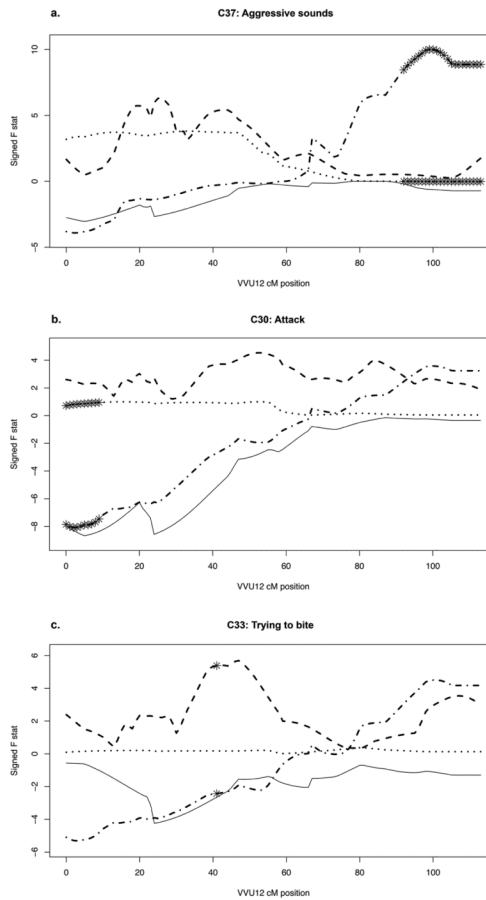 a.
C37: Aggressive sounds
Signed F stat
10
5
0
-5
0 20 40 60 80 100
VVU12 cM position
b.
C30: Attack
Signed F stat
4
2
0
-2
-4
-6
-8
0 20 40 60 80 100
VVU12 cM position
c.
C33: Trying to bite
Signed F stat
6
4
2
0
-2
-4
-6
0 20 40 60 80 100
VVU12 cM position